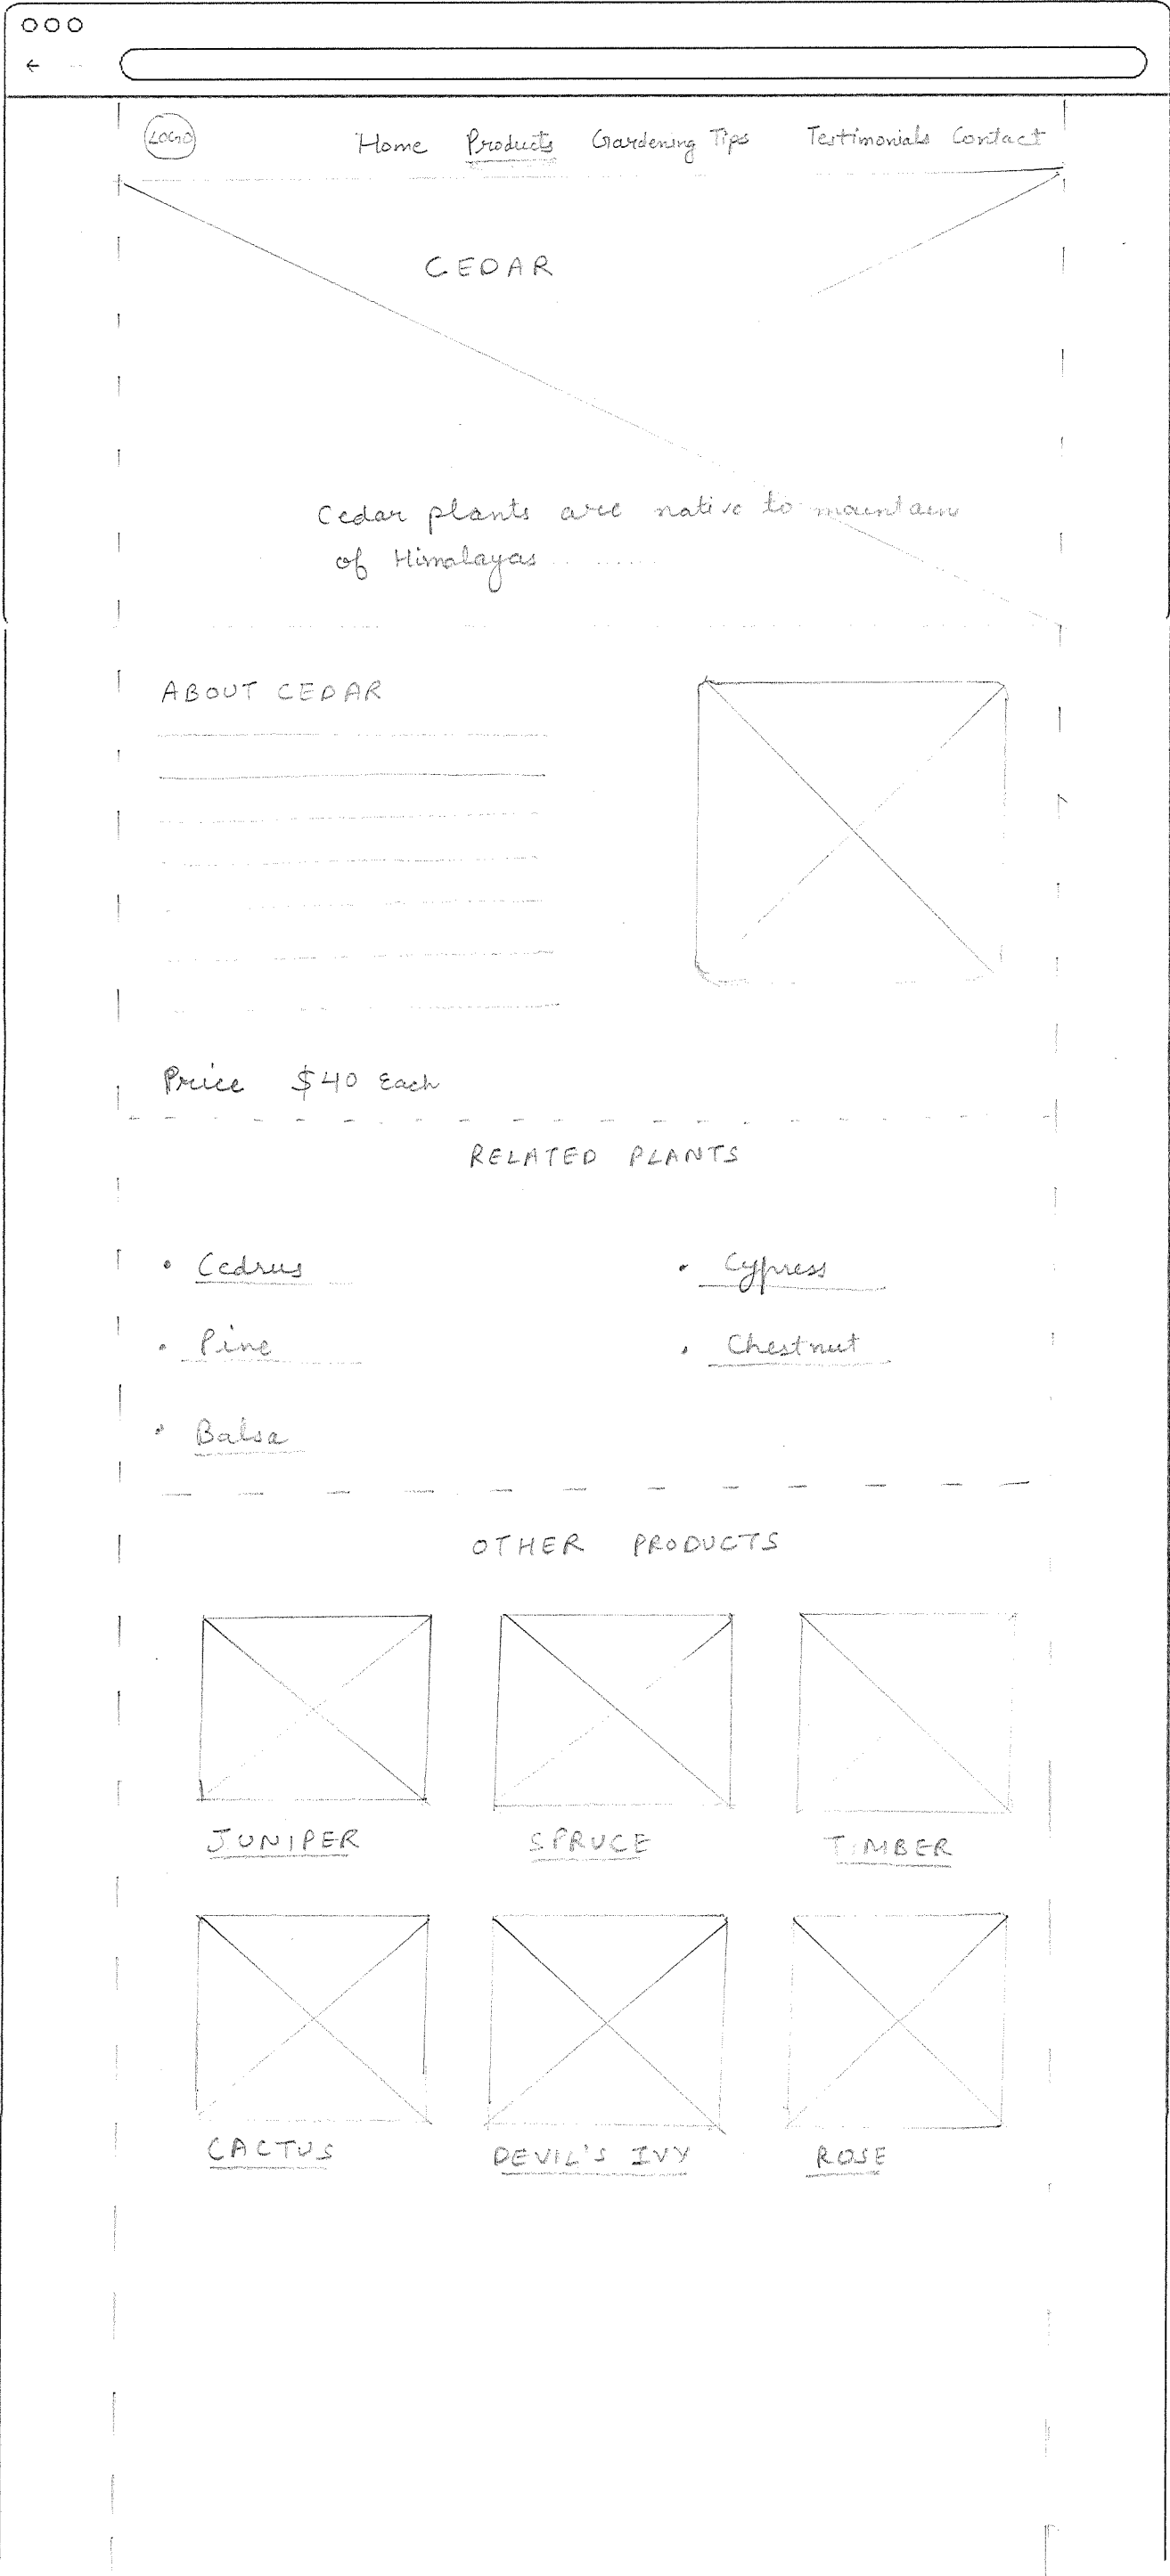 LOGO Home Products Gardening Tips Testimonials Contact
CEDAR
Cedar plants are native to mountain
of Himalayas .........
ABOUT CEDAR
Price $40 Each
RELATED PLANTS
• Cedrus
• Cypress
• Pine
• Chestnut
• Balsa
OTHER PRODUCTS
JUNIPER SPRUCE TIMBER
CACTUS DEVIL'S IVY ROSE